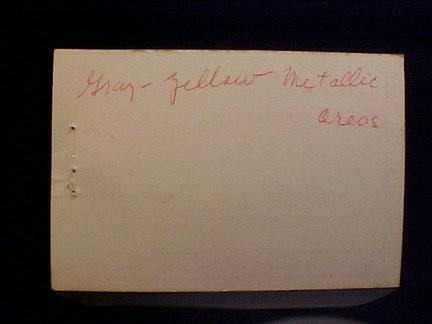 Gray - Yellow Metallic
Areas